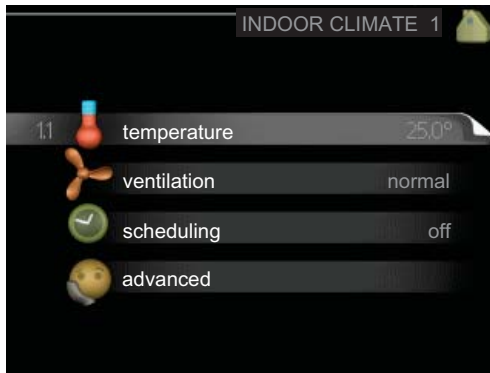 INDOOR CLIMATE 1
1.1 temperature 25.0°
ventilation normal
scheduling off
advanced